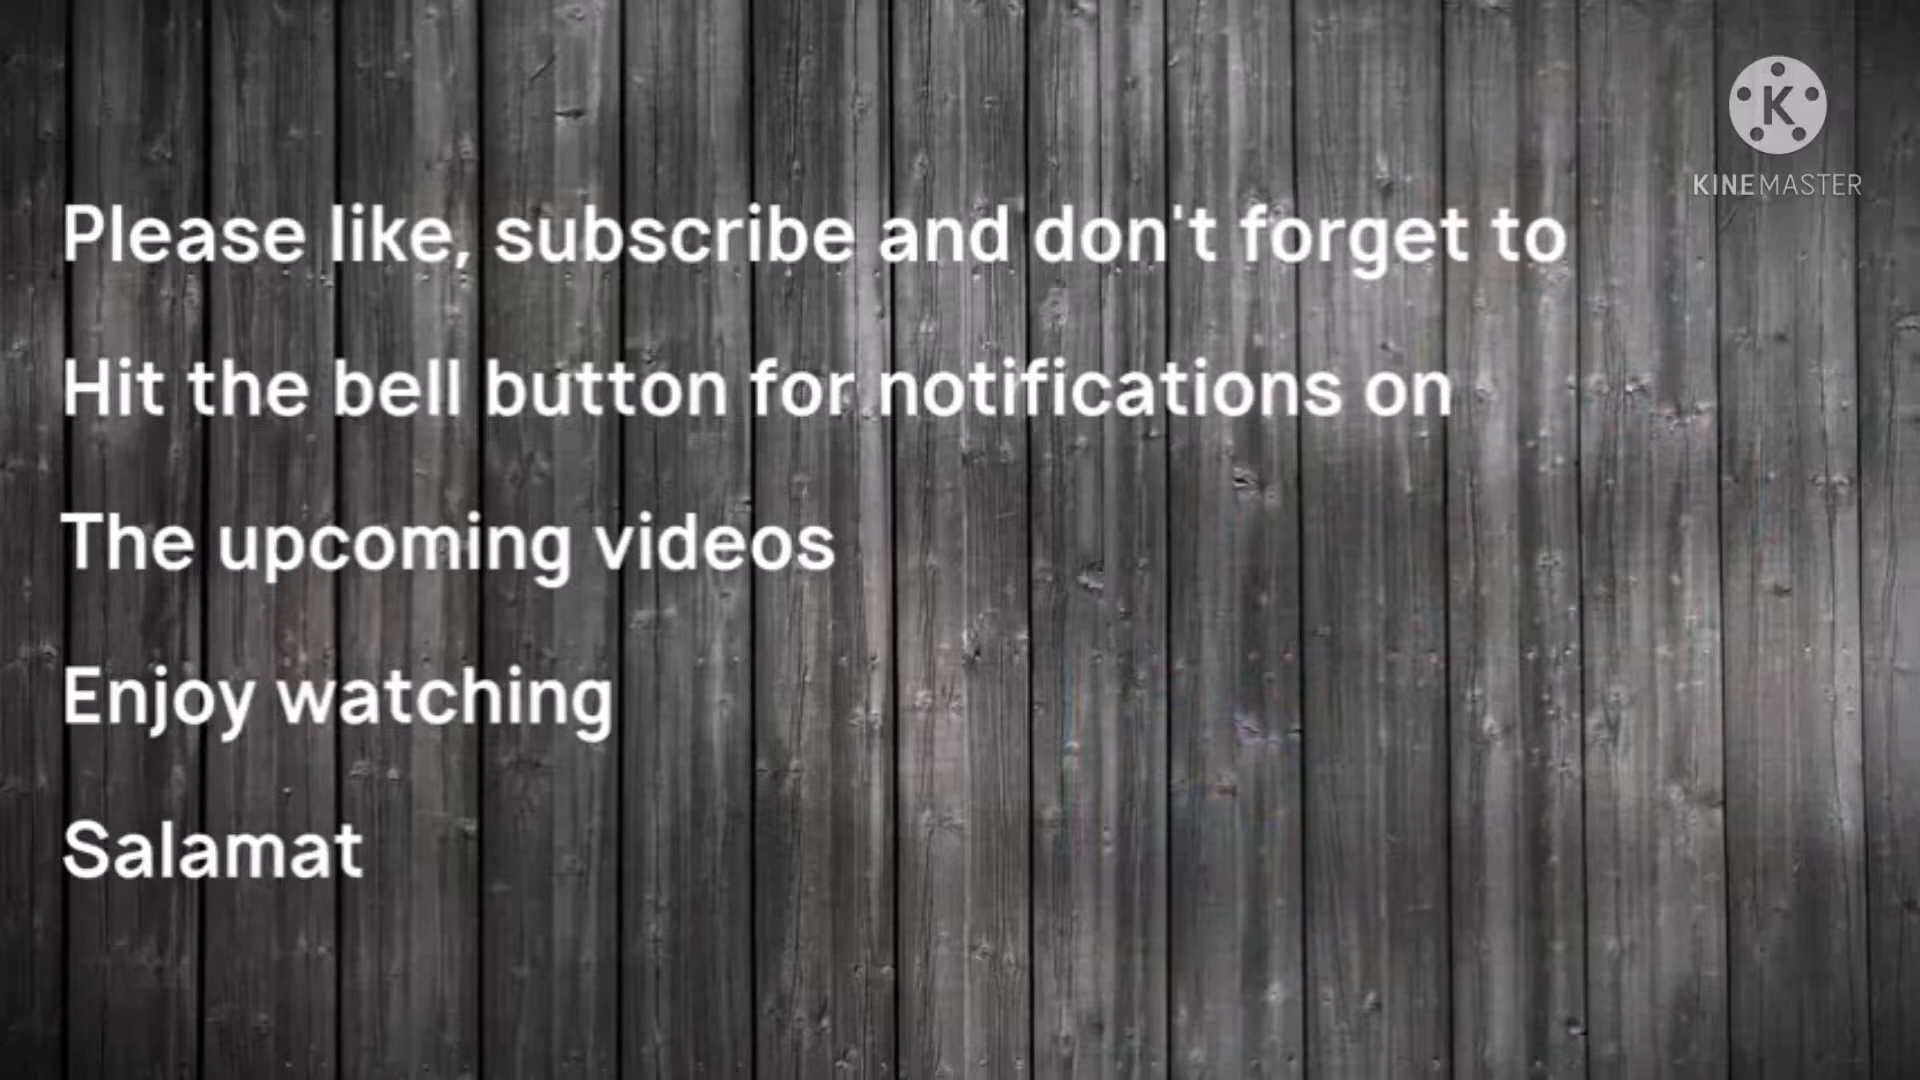 K
KINEMASTER
Please like, subscribe and don't forget to
Hit the bell button for notifications on
The upcoming videos
Enjoy watching
Salamat